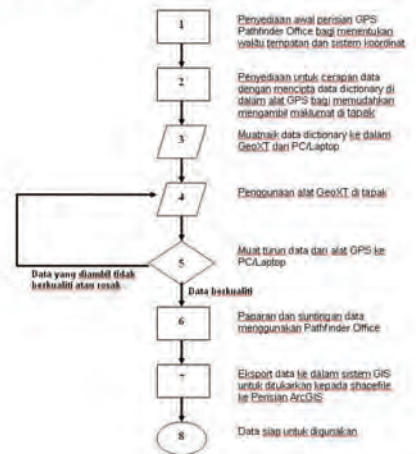 1
Penyediaan awal perisian GPS
Pathfinder Office bagi menentukan
waktu tempatan dan sistem koordinat
2
Penyediaan untuk cerapan data
dengan mencipta data dictionary di
dalam alat GPS bagi memudahkan
mengambil maklumat di tapak
3
Muatnaik data dictionary ke dalam
GeoXT dari PC/Laptop
4
Penggunaan alat GeoXT di tapak
5
Muat turun data dari alat GPS ke
PC/Laptop
Data yang diambil tidak
berkualiti atau rosak
Data berkualiti
6
Paparan dan suntingan data
menggunakan Pathfinder Office
7
Eksport data ke dalam sistem GIS
untuk ditukarkan kepada shapefile
ke Perisian ArcGIS
8
Data siap untuk digunakan